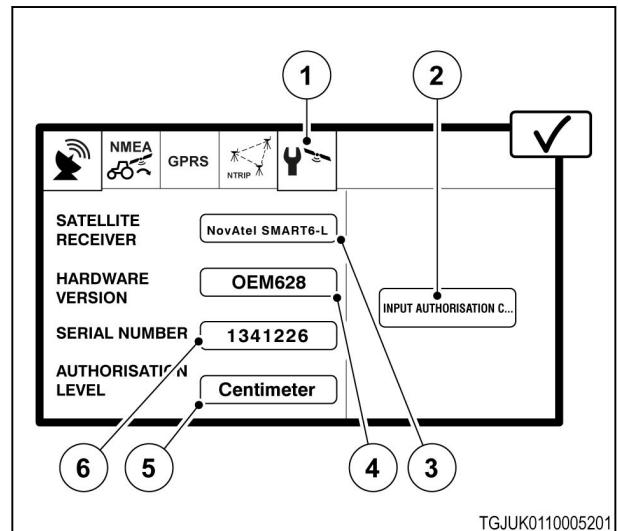 1
2
NMEA
GPRS
NTRIP
SATELLITE
RECEIVER
NovAtel SMART6-L
HARDWARE
VERSION
OEM628
INPUT AUTHORISATION C...
SERIAL NUMBER
1341226
AUTHORISATION
LEVEL
Centimeter
6
5
4
3
TGJUK0110005201